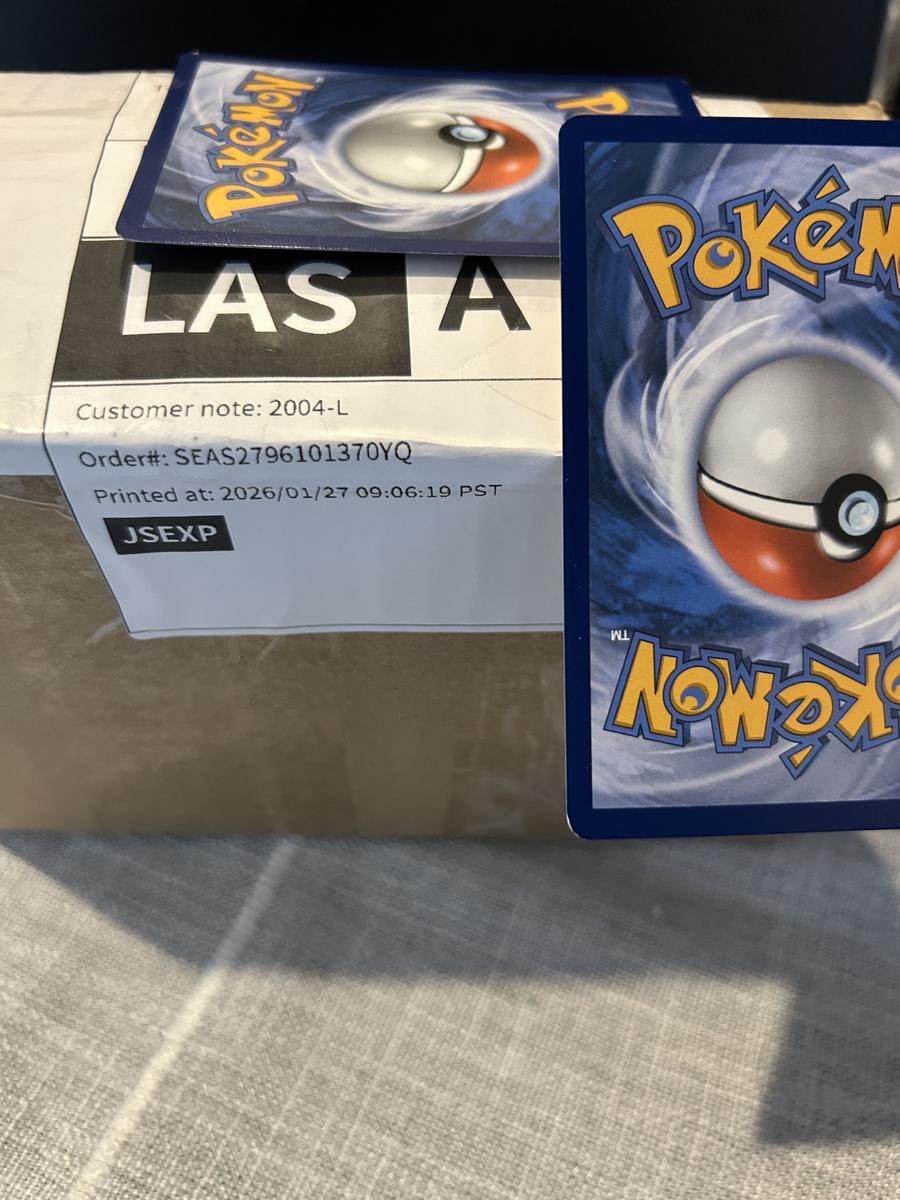 Pokémon
P
LAS A
Customer note: 2004-L
Order#: SEAS2796101370YQ
Printed at: 2026/01/27 09:06:19 PST
JSEXP
Pokém
TM
Pokémon